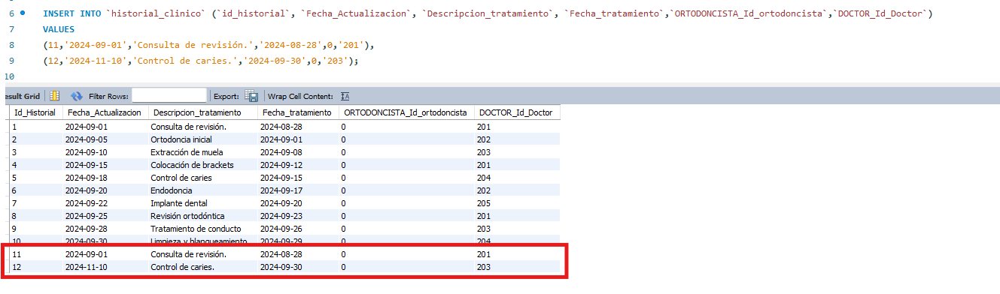 6 INSERT INTO `historial_clinico` (`id_historial`, `Fecha_Actualizacion`, `Descripcion_tratamiento`, `Fecha_tratamiento`,`ORTODONCISTA_Id_ortodoncista`,`DOCTOR_Id_Doctor`)
7 VALUES
8 (11,'2024-09-01','Consulta de revisión.','2024-08-28',0,'201'),
9 (12,'2024-11-10','Control de caries.','2024-09-30',0,'203');
10
esult Grid Filter Rows: Export: Wrap Cell Content:
Id_Historial Fecha_Actualizacion Descripcion_tratamiento Fecha_tratamiento ORTODONCISTA_Id_ortodoncista DOCTOR_Id_Doctor
1 2024-09-01 Consulta de revisión. 2024-08-28 0 201
2 2024-09-05 Ortodoncia inicial 2024-09-01 0 202
3 2024-09-10 Extracción de muela 2024-09-08 0 203
4 2024-09-15 Colocación de brackets 2024-09-12 0 201
5 2024-09-18 Control de caries 2024-09-15 0 204
6 2024-09-20 Endodoncia 2024-09-17 0 202
7 2024-09-22 Implante dental 2024-09-20 0 205
8 2024-09-25 Revisión ortodóntica 2024-09-23 0 201
9 2024-09-28 Tratamiento de conducto 2024-09-26 0 203
10 2024-09-30 Limpieza y blanqueamiento 2024-09-29 0 204
11 2024-09-01 Consulta de revisión. 2024-08-28 0 201
12 2024-11-10 Control de caries. 2024-09-30 0 203